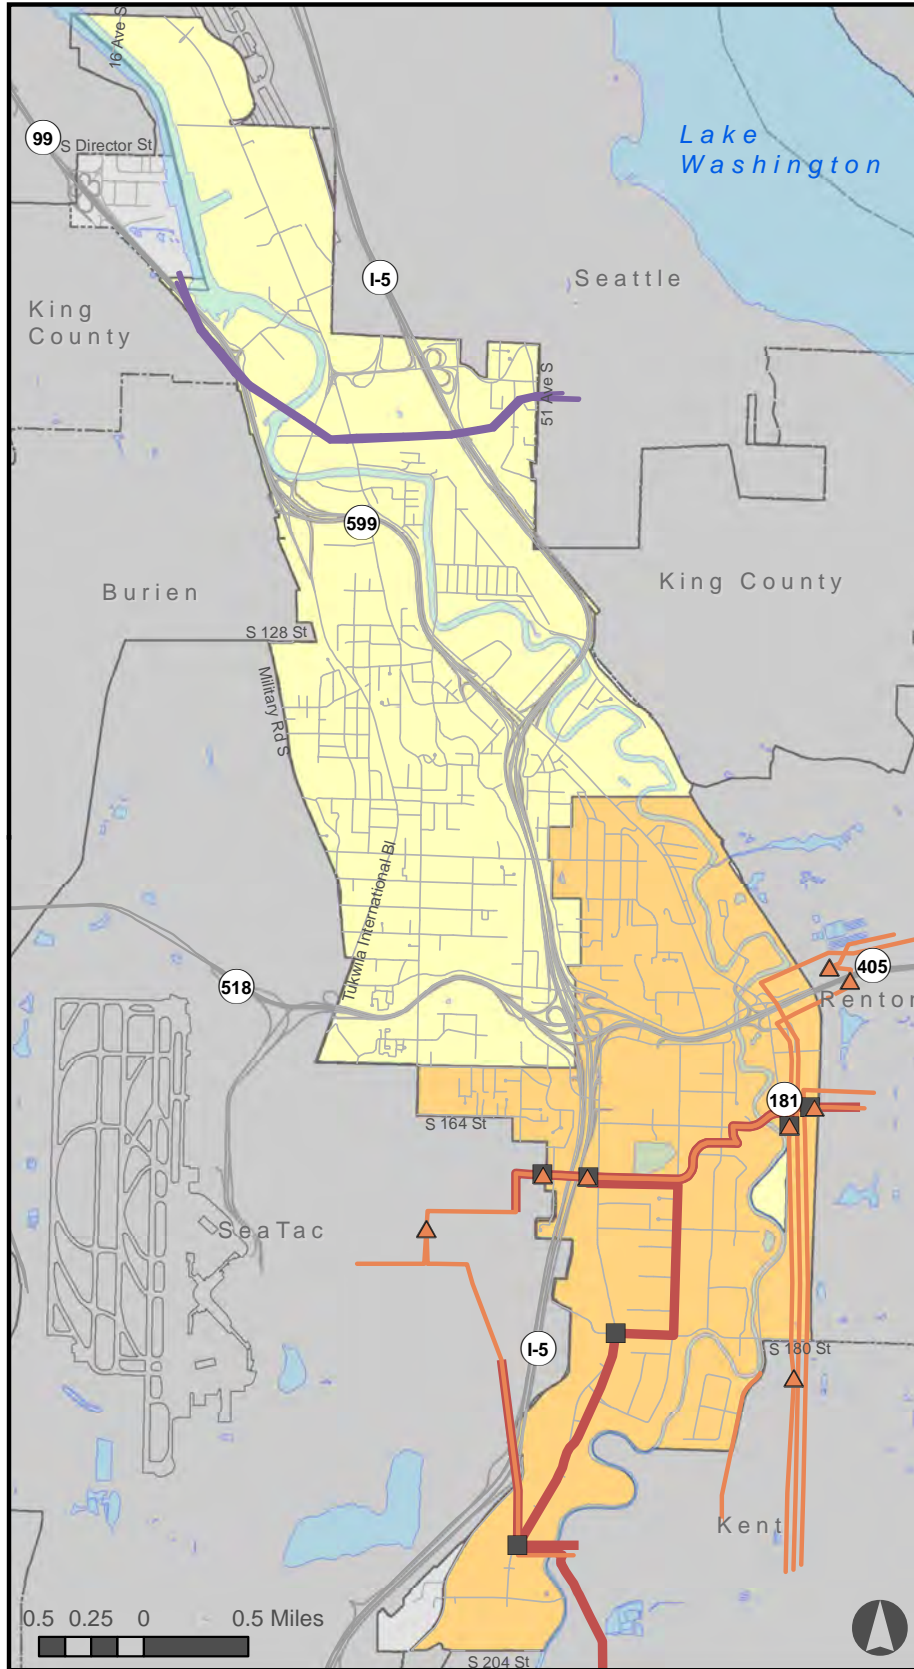 16 Ave S
99
S Director St
Lake
Washington
I-5
Seattle
King
County
51 Ave S
599
Burien
King County
S 128 St
Military Rd S
Tukwila International Bl
518
405
Renton
181
S 164 St
SeaTac
I-5
S 180 St
Kent
0.5 0.25 0 0.5 Miles
S 204 St